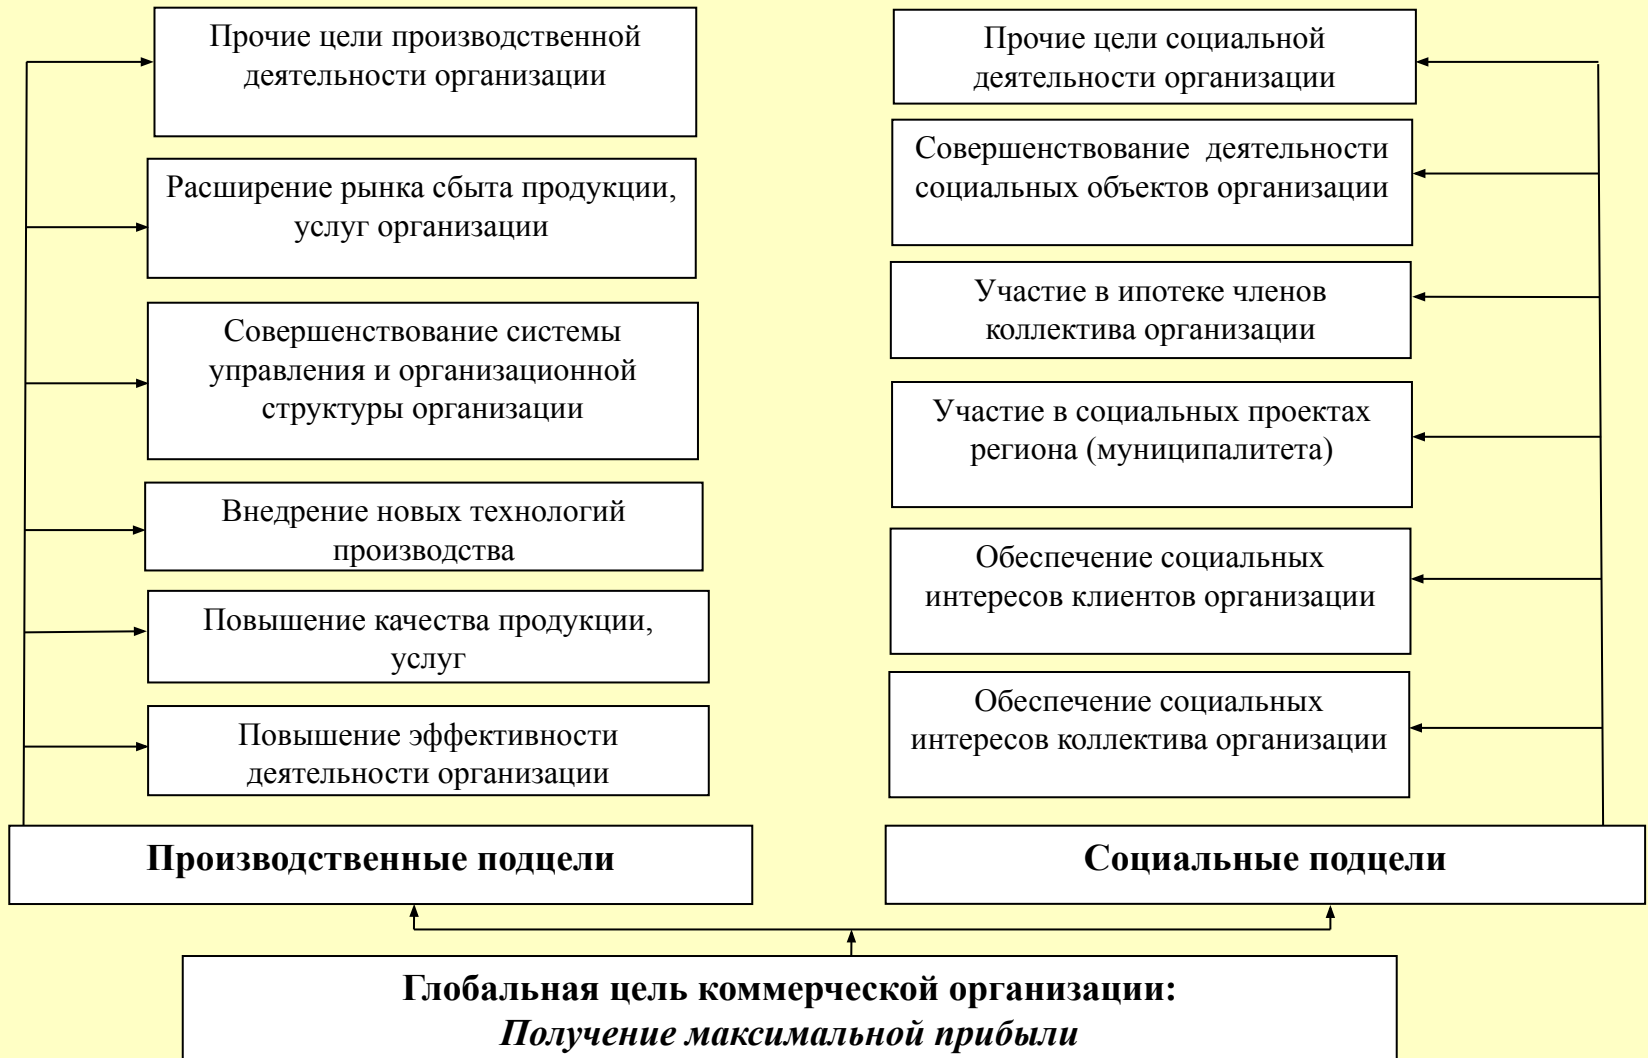 Прочие цели производственной
деятельности организации
Расширение рынка сбыта продукции,
услуг организации
Совершенствование системы
управления и организационной
структуры организации
Внедрение новых технологий
производства
Повышение качества продукции,
услуг
Повышение эффективности
деятельности организации
Производственные подцели
Прочие цели социальной
деятельности организации
Совершенствование деятельности
социальных объектов организации
Участие в ипотеке членов
коллектива организации
Участие в социальных проектах
региона (муниципалитета)
Обеспечение социальных
интересов клиентов организации
Обеспечение социальных
интересов коллектива организации
Социальные подцели
Глобальная цель коммерческой организации:
Получение максимальной прибыли